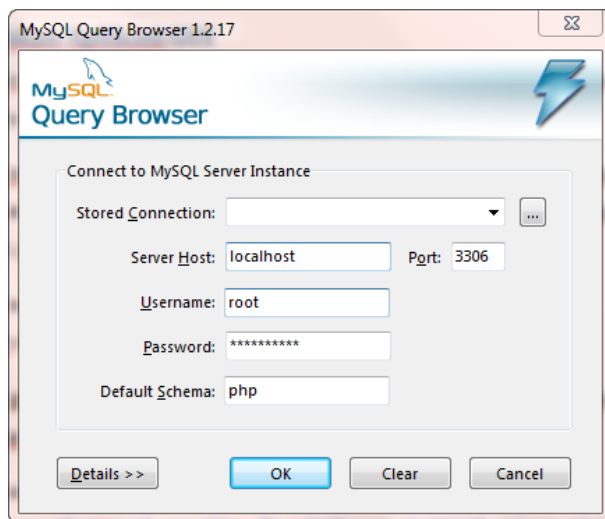 MySQL Query Browser 1.2.17
MySQL
Query Browser
Connect to MySQL Server Instance
Stored Connection:
...
Server Host: localhost Port: 3306
Username: root
Password: **********
Default Schema: php
Details >> OK Clear Cancel